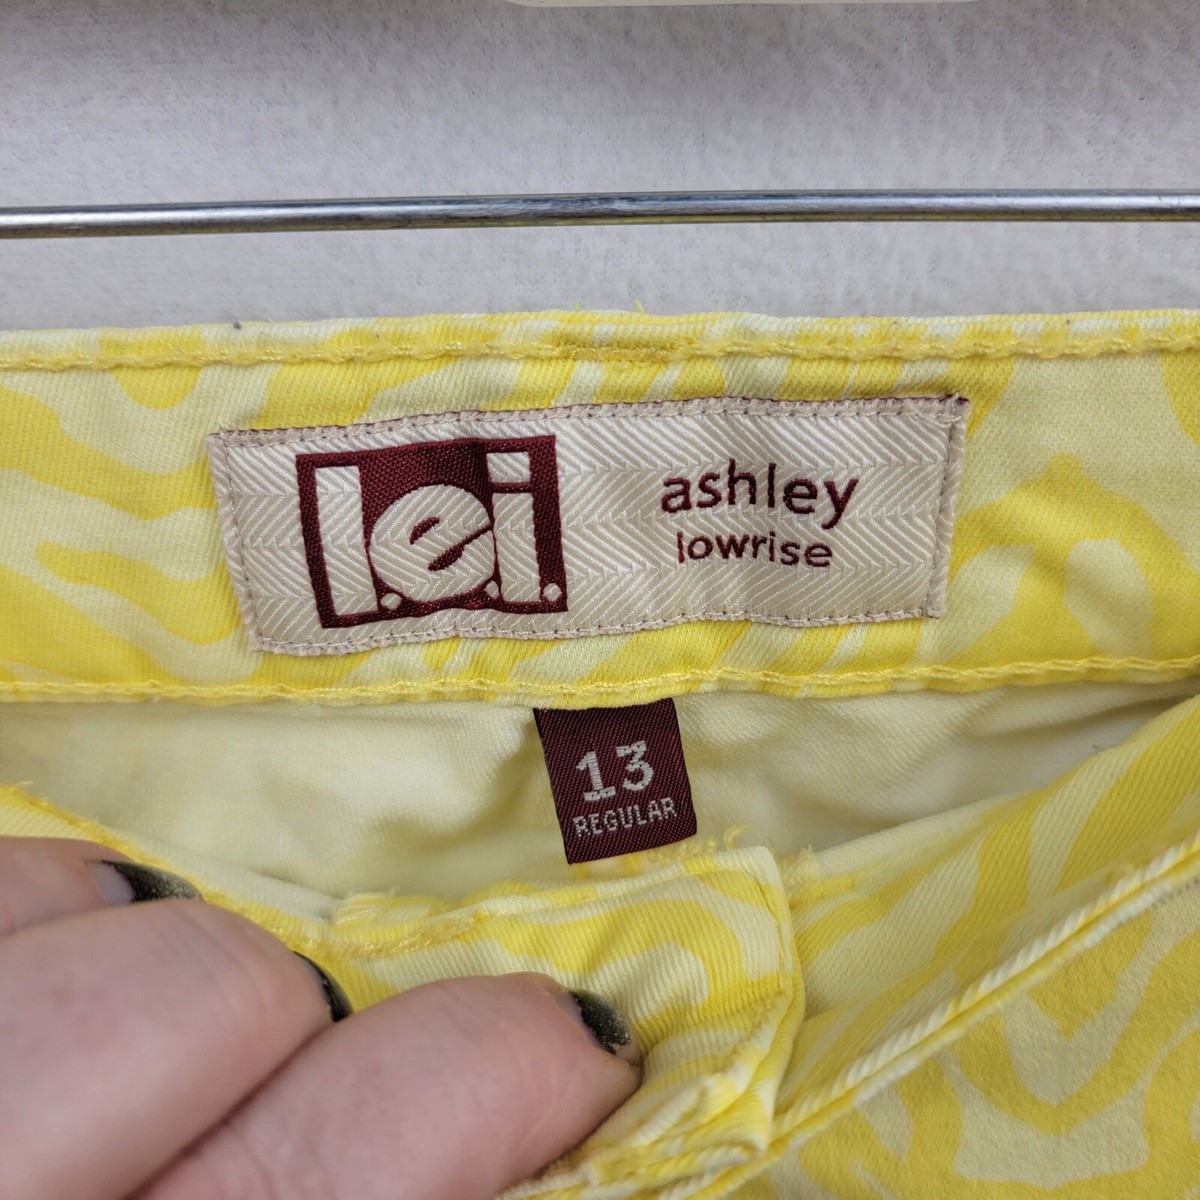 l.e.i.
ashley
lowrise
13
REGULAR